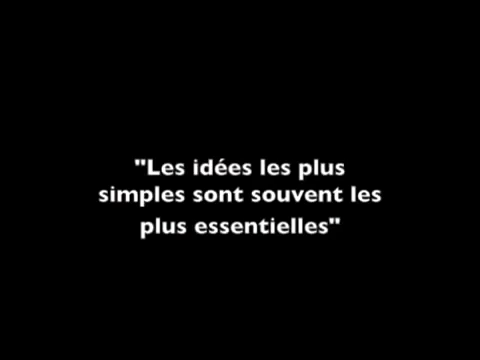 "Les idées les plus
simples sont souvent les
plus essentielles"